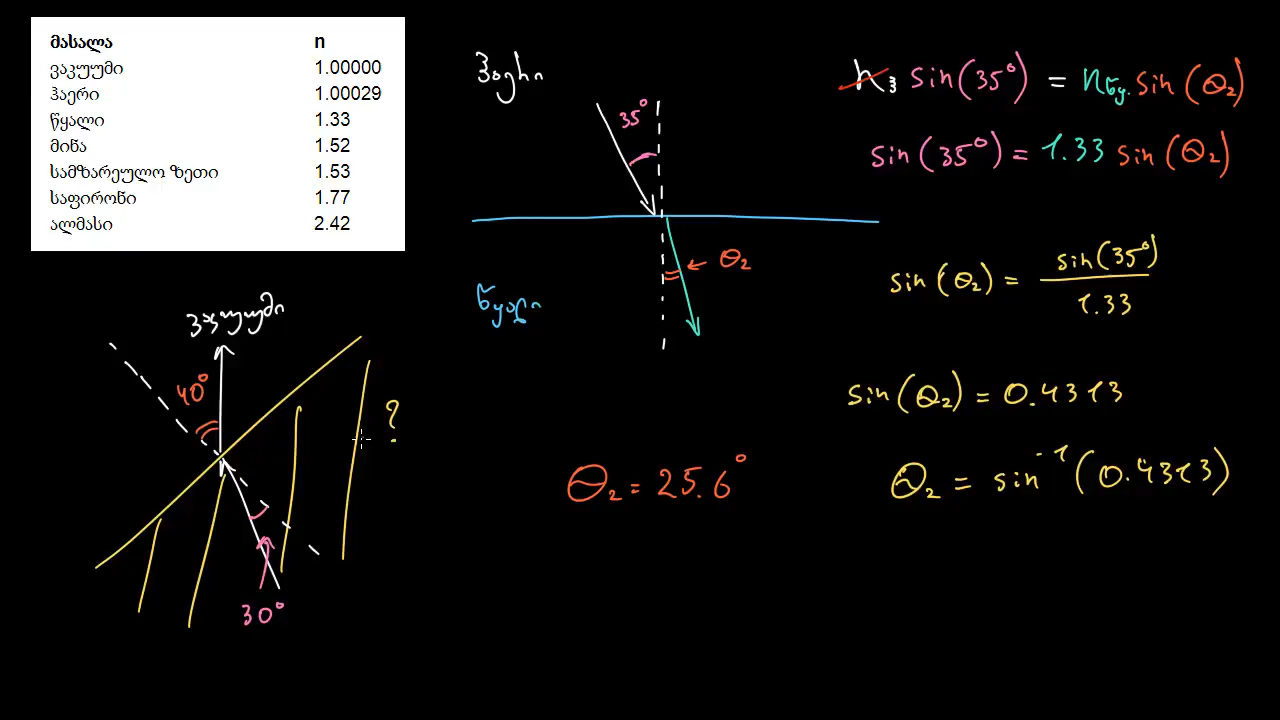 მასალა n
ვაკუუმი 1.00000
ჰაერი 1.00029
წყალი 1.33
მინა 1.52
სამზარეულო ზეთი 1.53
საფირონი 1.77
ალმასი 2.42
ჰაერი
35°
θ₂
წყალი
nჰ sin(35°) = nწყ. sin(θ₂)
sin(35°) = 1.33 sin(θ₂)
sin(θ₂) = sin(35°) / 1.33
sin(θ₂) = 0.4313
θ₂ = sin⁻¹(0.4313)
θ₂ = 25.6°
ვაკუუმი
40°
?
30°